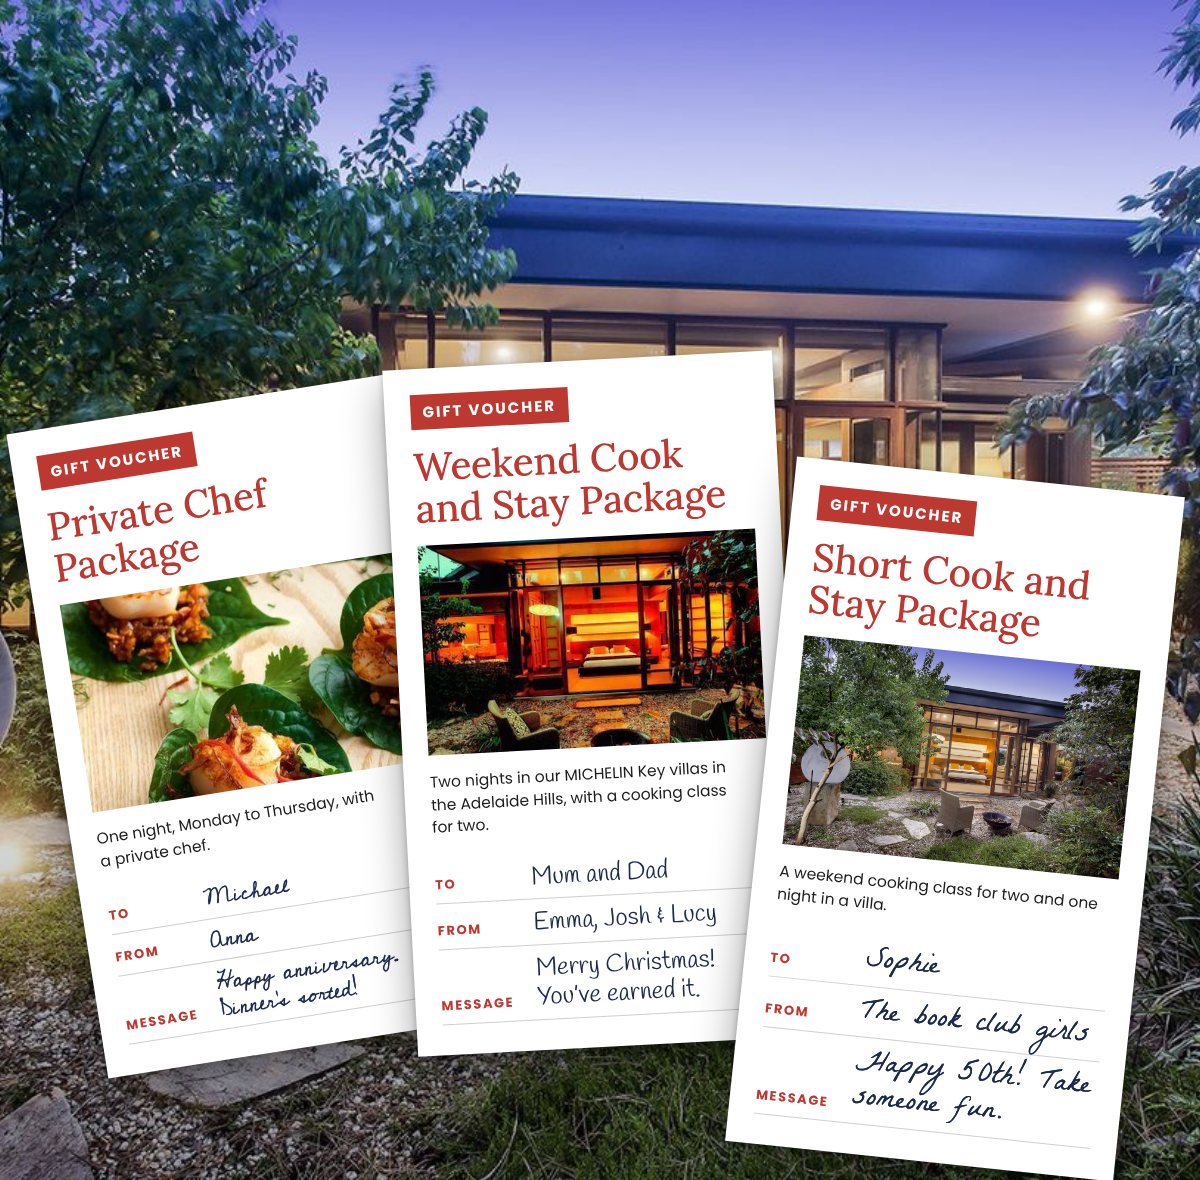 GIFT VOUCHER
Private Chef
Package
One night, Monday to Thursday, with
a private chef.
TO Michael
FROM Anna
MESSAGE Happy anniversary.
Dinner's sorted!
GIFT VOUCHER
Weekend Cook
and Stay Package
Two nights in our MICHELIN Key villas in
the Adelaide Hills, with a cooking class
for two.
TO Mum and Dad
FROM Emma, Josh & Lucy
MESSAGE Merry Christmas!
You've earned it.
GIFT VOUCHER
Short Cook and
Stay Package
A weekend cooking class for two and one
night in a villa.
TO Sophie
FROM The book club girls
MESSAGE Happy 50th! Take
someone fun.